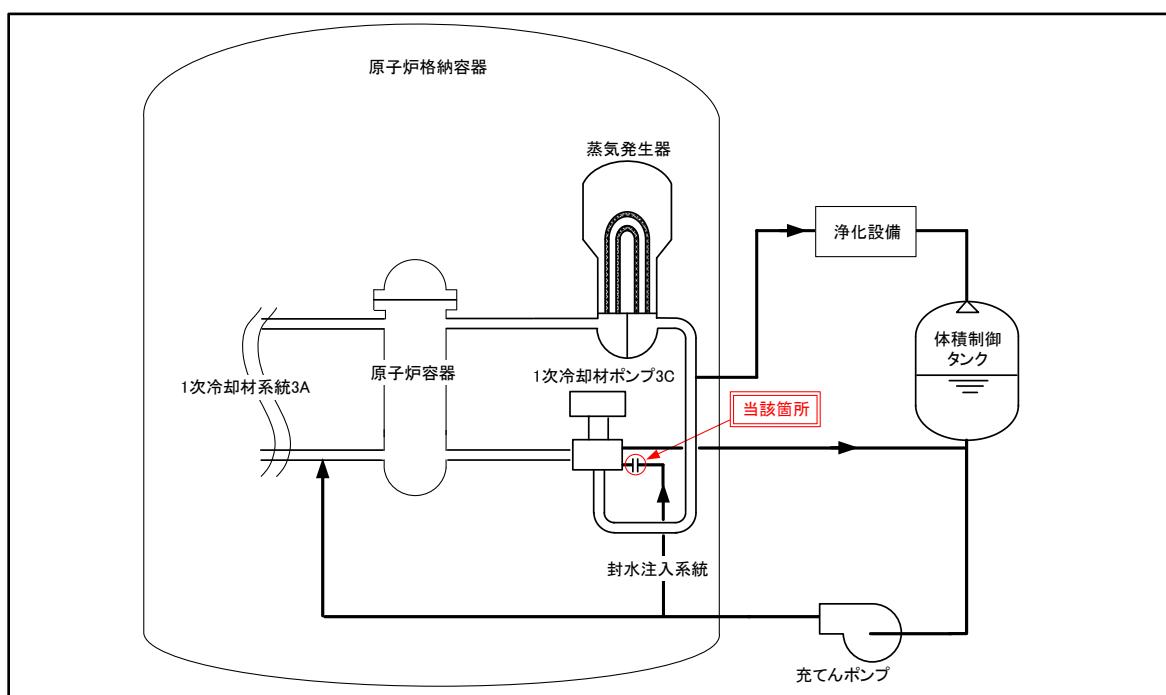 原子炉格納容器
蒸気発生器
浄化設備
体積制御
タンク
原子炉容器
1次冷却材ポンプ3C
1次冷却材系統3A
当該箇所
封水注入系統
充てんポンプ